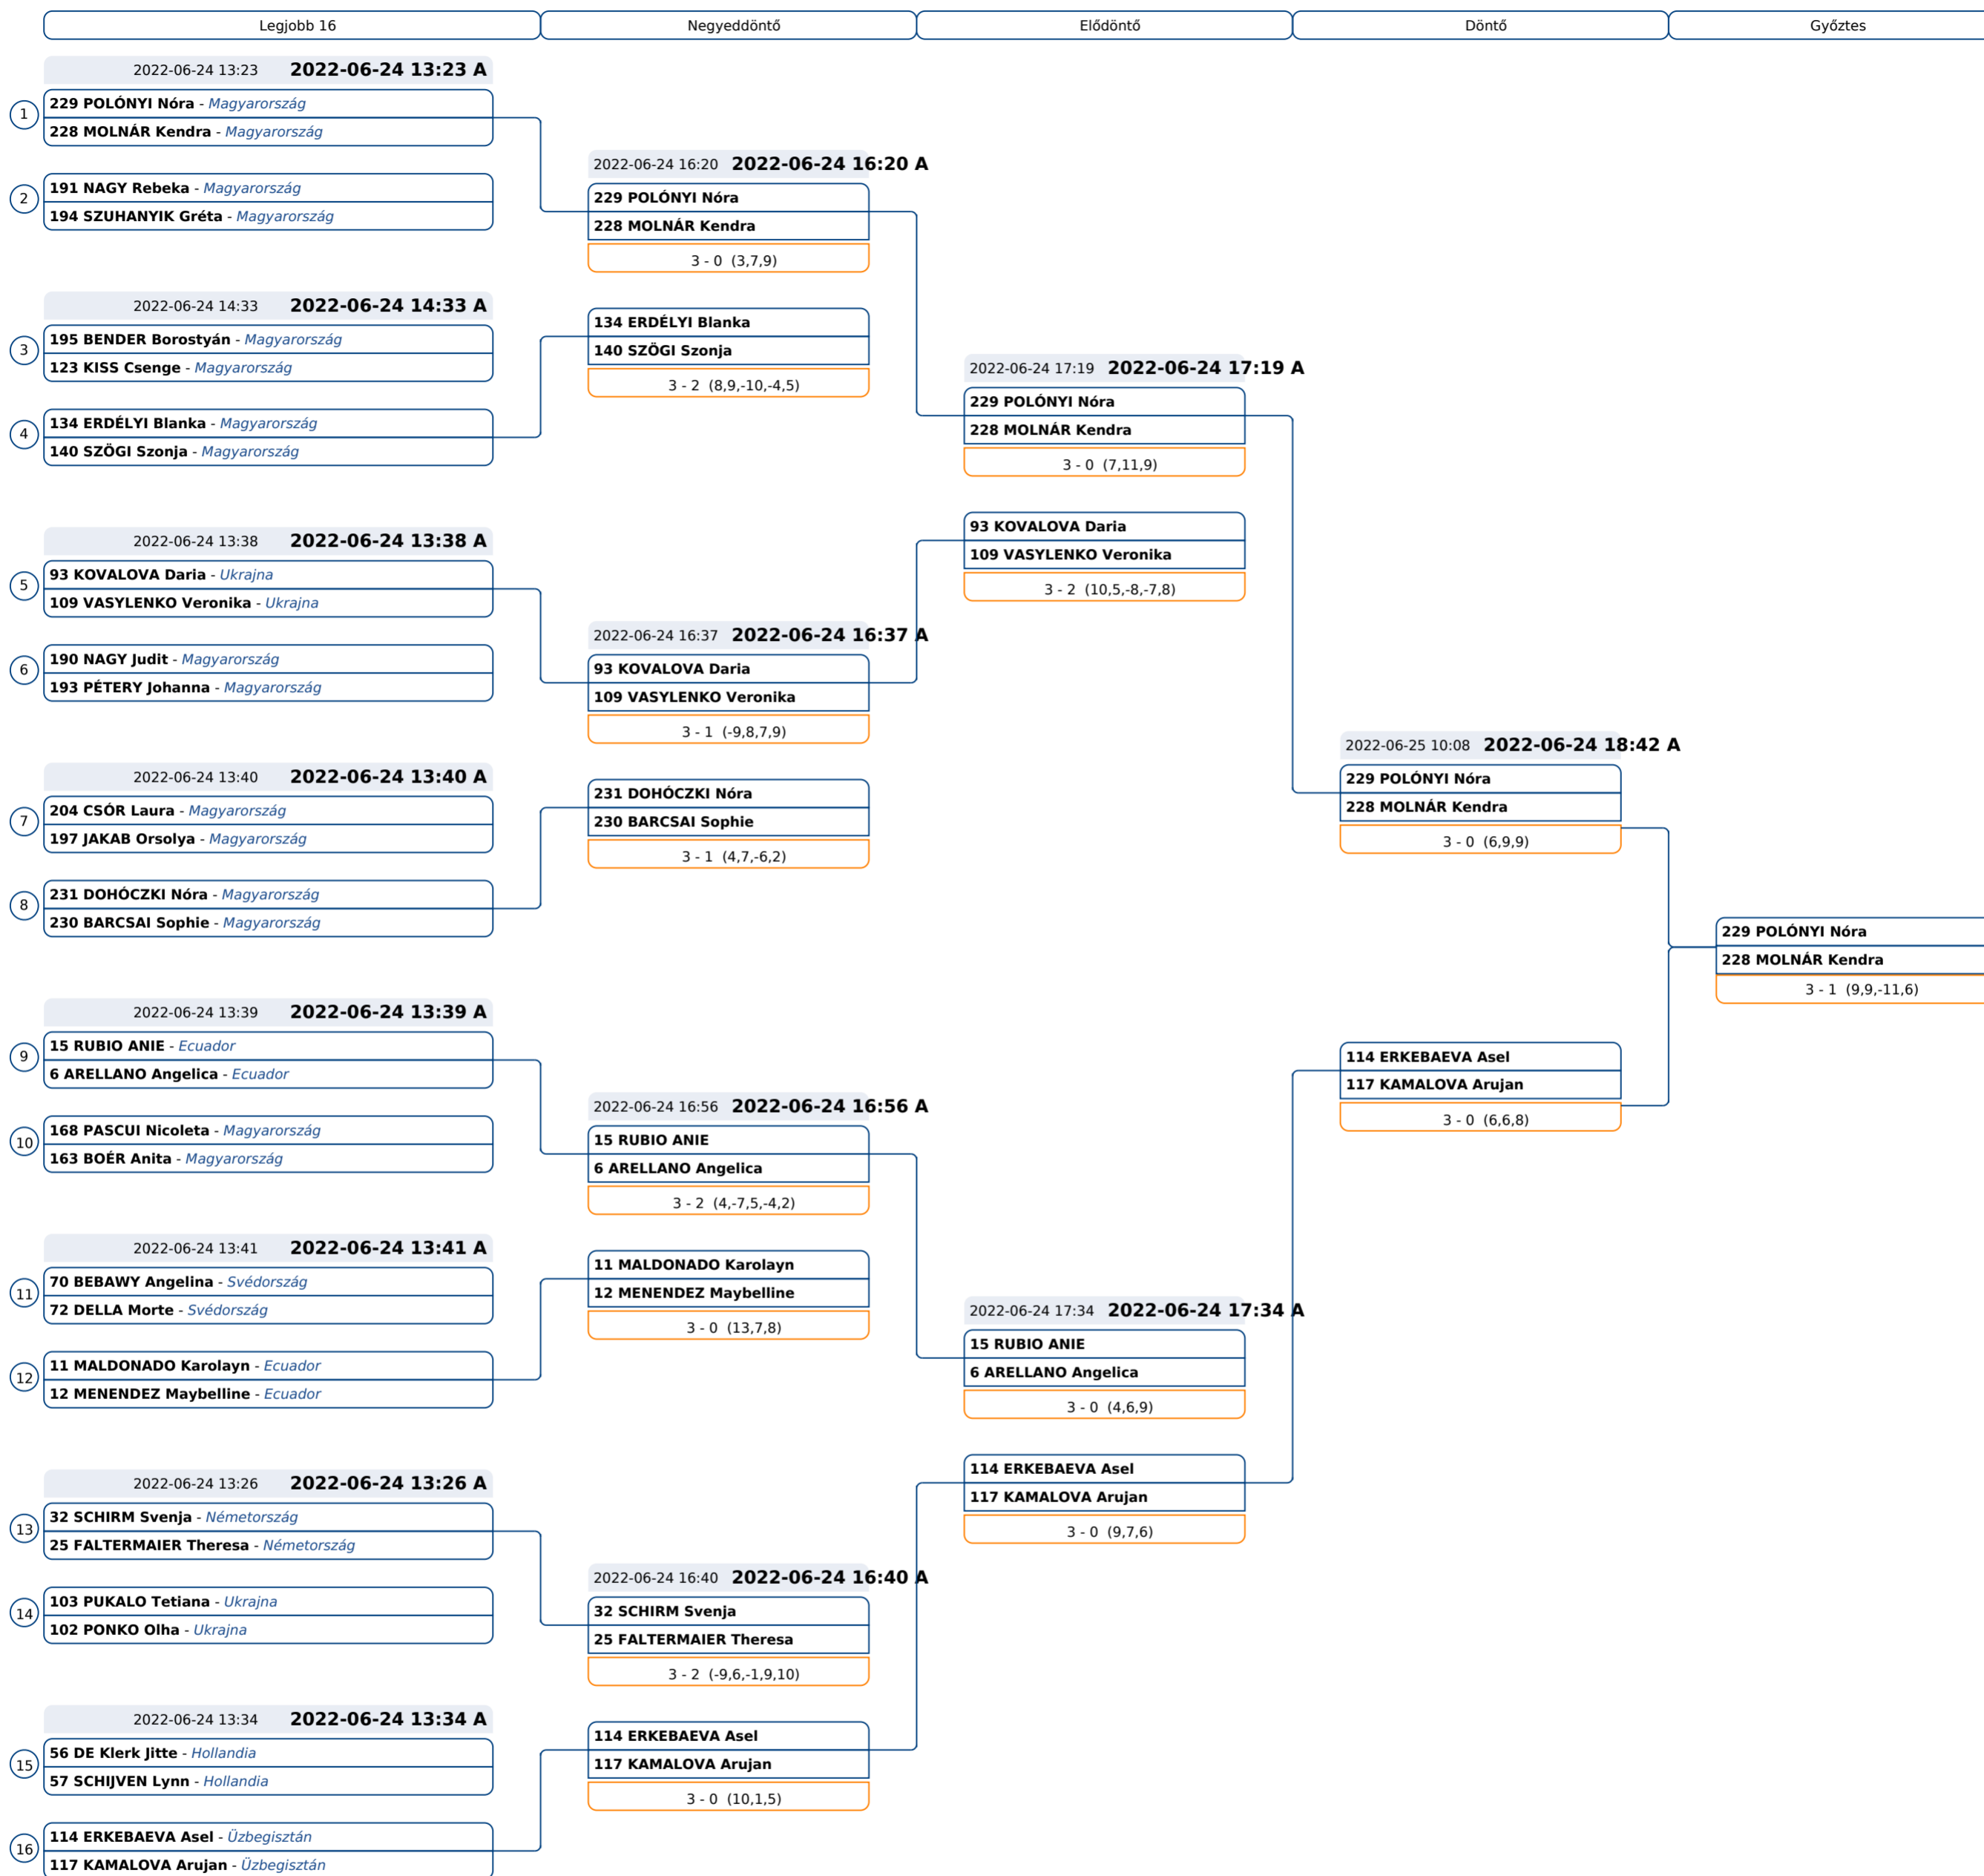 Legjobb 16
Negyeddöntő
Elődöntő
Döntő
Győztes
2022-06-24 13:23 2022-06-24 13:23 A
1
229 POLÓNYI Nóra - Magyarország
228 MOLNÁR Kendra - Magyarország
2
191 NAGY Rebeka - Magyarország
194 SZUHANYIK Gréta - Magyarország
2022-06-24 14:33 2022-06-24 14:33 A
3
195 BENDER Borostyán - Magyarország
123 KISS Csenge - Magyarország
4
134 ERDÉLYI Blanka - Magyarország
140 SZÖGI Szonja - Magyarország
2022-06-24 13:38 2022-06-24 13:38 A
5
93 KOVALOVA Daria - Ukrajna
109 VASYLENKO Veronika - Ukrajna
6
190 NAGY Judit - Magyarország
193 PÉTERY Johanna - Magyarország
2022-06-24 13:40 2022-06-24 13:40 A
7
204 CSÓR Laura - Magyarország
197 JAKAB Orsolya - Magyarország
8
231 DOHÓCZKI Nóra - Magyarország
230 BARCSAI Sophie - Magyarország
2022-06-24 13:39 2022-06-24 13:39 A
9
15 RUBIO ANIE - Ecuador
6 ARELLANO Angelica - Ecuador
10
168 PASCUI Nicoleta - Magyarország
163 BOÉR Anita - Magyarország
2022-06-24 13:41 2022-06-24 13:41 A
11
70 BEBAWY Angelina - Svédország
72 DELLA Morte - Svédország
12
11 MALDONADO Karolayn - Ecuador
12 MENENDEZ Maybelline - Ecuador
2022-06-24 13:26 2022-06-24 13:26 A
13
32 SCHIRM Svenja - Németország
25 FALTERMAIER Theresa - Németország
14
103 PUKALO Tetiana - Ukrajna
102 PONKO Olha - Ukrajna
2022-06-24 13:34 2022-06-24 13:34 A
15
56 DE Klerk Jitte - Hollandia
57 SCHIJVEN Lynn - Hollandia
16
114 ERKEBAEVA Asel - Üzbegisztán
117 KAMALOVA Arujan - Üzbegisztán
2022-06-24 16:20 2022-06-24 16:20 A
229 POLÓNYI Nóra
228 MOLNÁR Kendra
3 - 0 (3,7,9)
134 ERDÉLYI Blanka
140 SZÖGI Szonja
3 - 2 (8,9,-10,-4,5)
2022-06-24 16:37 2022-06-24 16:37 A
93 KOVALOVA Daria
109 VASYLENKO Veronika
3 - 1 (-9,8,7,9)
231 DOHÓCZKI Nóra
230 BARCSAI Sophie
3 - 1 (4,7,-6,2)
2022-06-24 16:56 2022-06-24 16:56 A
15 RUBIO ANIE
6 ARELLANO Angelica
3 - 2 (4,-7,5,-4,2)
11 MALDONADO Karolayn
12 MENENDEZ Maybelline
3 - 0 (13,7,8)
2022-06-24 16:40 2022-06-24 16:40 A
32 SCHIRM Svenja
25 FALTERMAIER Theresa
3 - 2 (-9,6,-1,9,10)
114 ERKEBAEVA Asel
117 KAMALOVA Arujan
3 - 0 (10,1,5)
2022-06-24 17:19 2022-06-24 17:19 A
229 POLÓNYI Nóra
228 MOLNÁR Kendra
3 - 0 (7,11,9)
93 KOVALOVA Daria
109 VASYLENKO Veronika
3 - 2 (10,5,-8,-7,8)
2022-06-24 17:34 2022-06-24 17:34 A
15 RUBIO ANIE
6 ARELLANO Angelica
3 - 0 (4,6,9)
114 ERKEBAEVA Asel
117 KAMALOVA Arujan
3 - 0 (9,7,6)
2022-06-25 10:08 2022-06-24 18:42 A
229 POLÓNYI Nóra
228 MOLNÁR Kendra
3 - 0 (6,9,9)
114 ERKEBAEVA Asel
117 KAMALOVA Arujan
3 - 0 (6,6,8)
229 POLÓNYI Nóra
228 MOLNÁR Kendra
3 - 1 (9,9,-11,6)